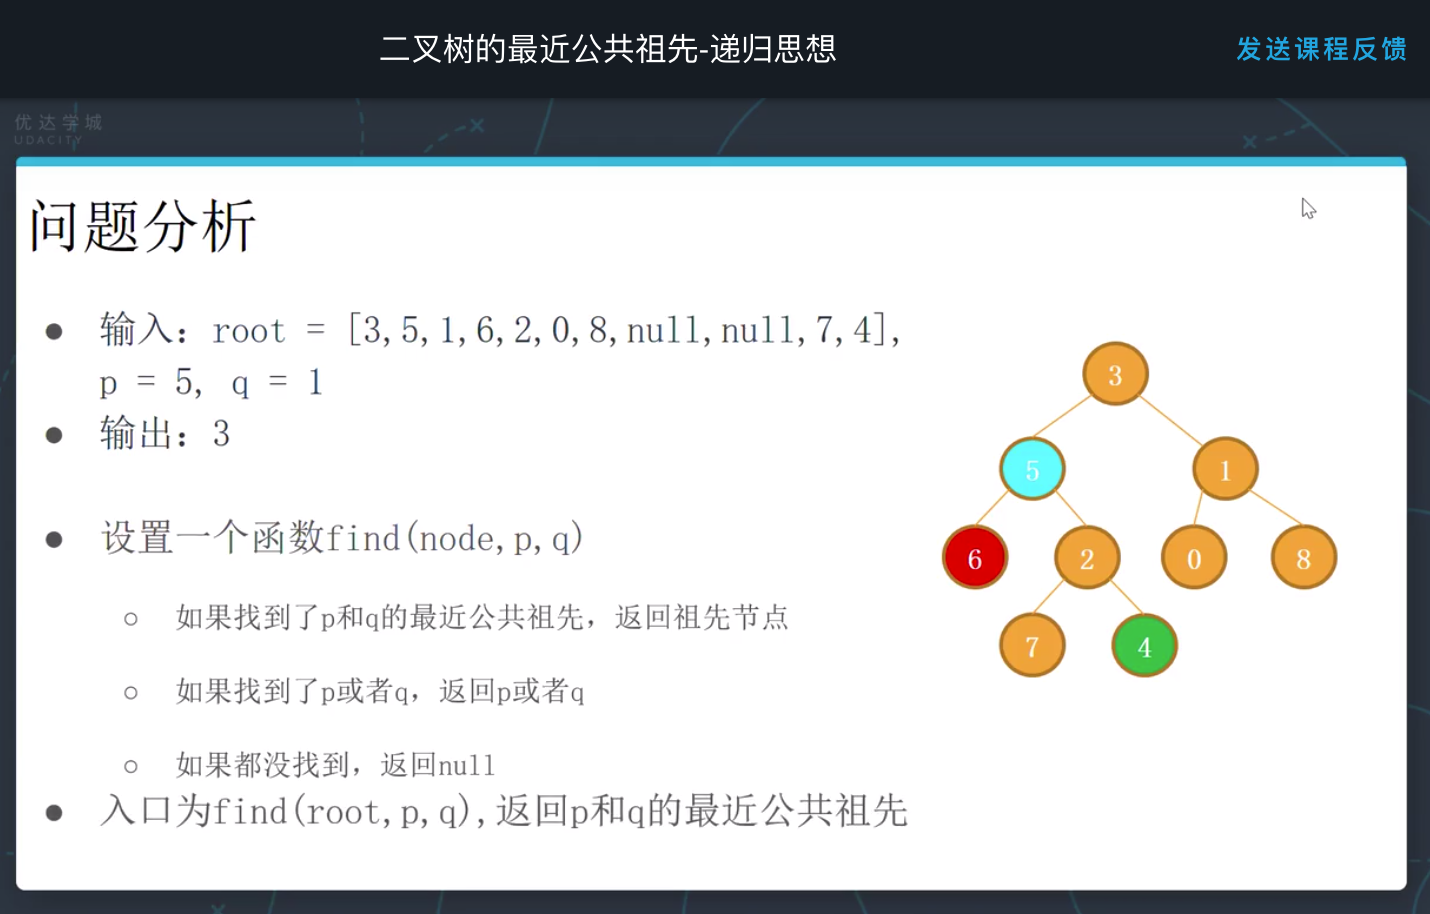 二叉树的最近公共祖先-递归思想
发送课程反馈
优达学城
UDACITY
问题分析
● 输入：root = [3,5,1,6,2,0,8,null,null,7,4],
p = 5, q = 1
● 输出：3
● 设置一个函数find(node,p,q)
○ 如果找到了p和q的最近公共祖先，返回祖先节点
○ 如果找到了p或者q，返回p或者q
○ 如果都没找到，返回null
● 入口为find(root,p,q),返回p和q的最近公共祖先
3
5
1
6
2
0
8
7
4